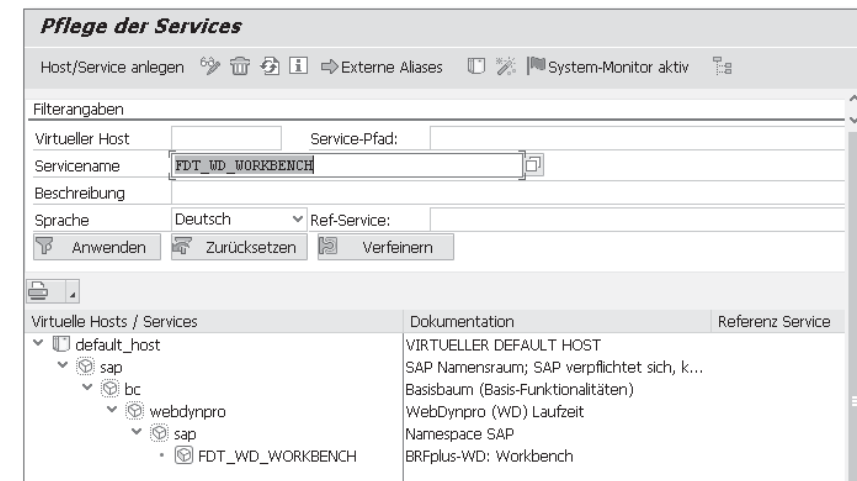 Pflege der Services
Host/Service anlegen Externe Aliases System-Monitor aktiv
Filterangaben
Virtueller Host Service-Pfad:
Servicename FDT_WD_WORKBENCH
Beschreibung
Sprache Deutsch Ref-Service:
Anwenden Zurücksetzen Verfeinern
Virtuelle Hosts / Services Dokumentation Referenz Service
default_host VIRTUELLER DEFAULT HOST
sap SAP Namensraum; SAP verpflichtet sich, k...
bc Basisbaum (Basis-Funktionalitäten)
webdynpro WebDynpro (WD) Laufzeit
sap Namespace SAP
FDT_WD_WORKBENCH BRFplus-WD: Workbench